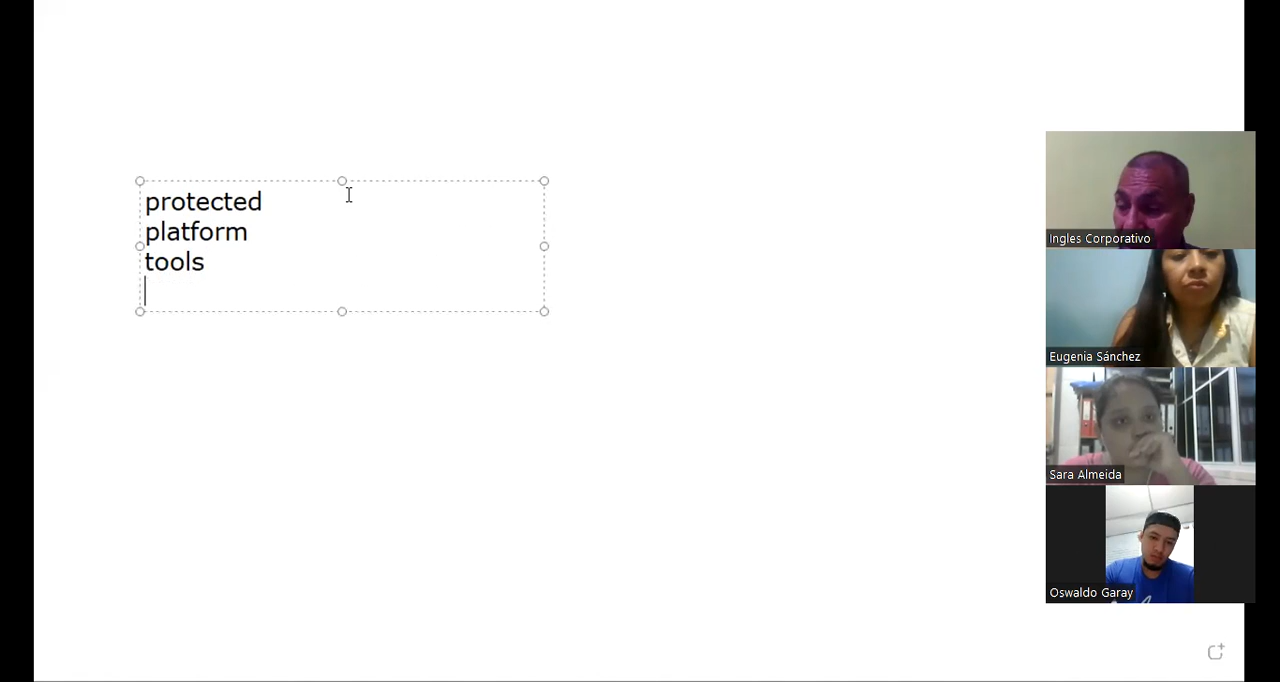 protected
platform
tools
Ingles Corporativo
Eugenia Sánchez
Sara Almeida
Oswaldo Garay